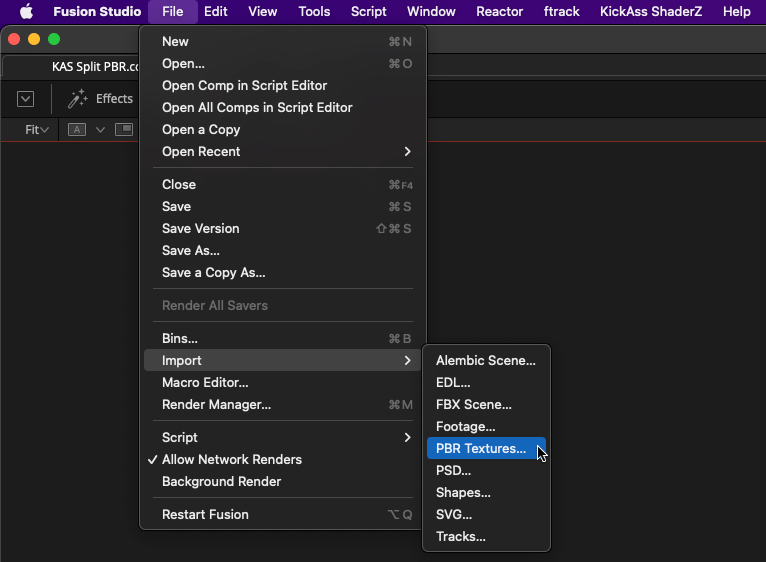 Fusion Studio File Edit View Tools Script Window Reactor ftrack KickAss ShaderZ Help
KAS Split PBR.co
Effects
Fit
A
New ⌘ N
Open... ⌘ O
Open Comp in Script Editor
Open All Comps in Script Editor
Open a Copy
Open Recent
Close ⌘F4
Save ⌘ S
Save Version ⇧⌘ S
Save As...
Save a Copy As...
Render All Savers
Bins... ⌘ B
Import
Macro Editor...
Render Manager... ⌘M
Script
✓ Allow Network Renders
Background Render
Restart Fusion ⌥ Q
Alembic Scene...
EDL...
FBX Scene...
Footage...
PBR Textures...
PSD...
Shapes...
SVG...
Tracks...